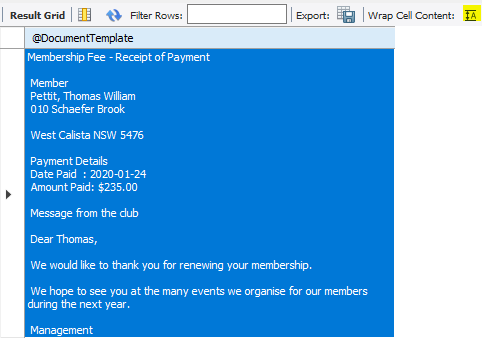 Result Grid Filter Rows: Export: Wrap Cell Content: IA
@DocumentTemplate
Membership Fee - Receipt of Payment
Member
Pettit, Thomas William
010 Schaefer Brook
West Calista NSW 5476
Payment Details
Date Paid : 2020-01-24
Amount Paid: $235.00
Message from the club
Dear Thomas,
We would like to thank you for renewing your membership.
We hope to see you at the many events we organise for our members
during the next year.
Management